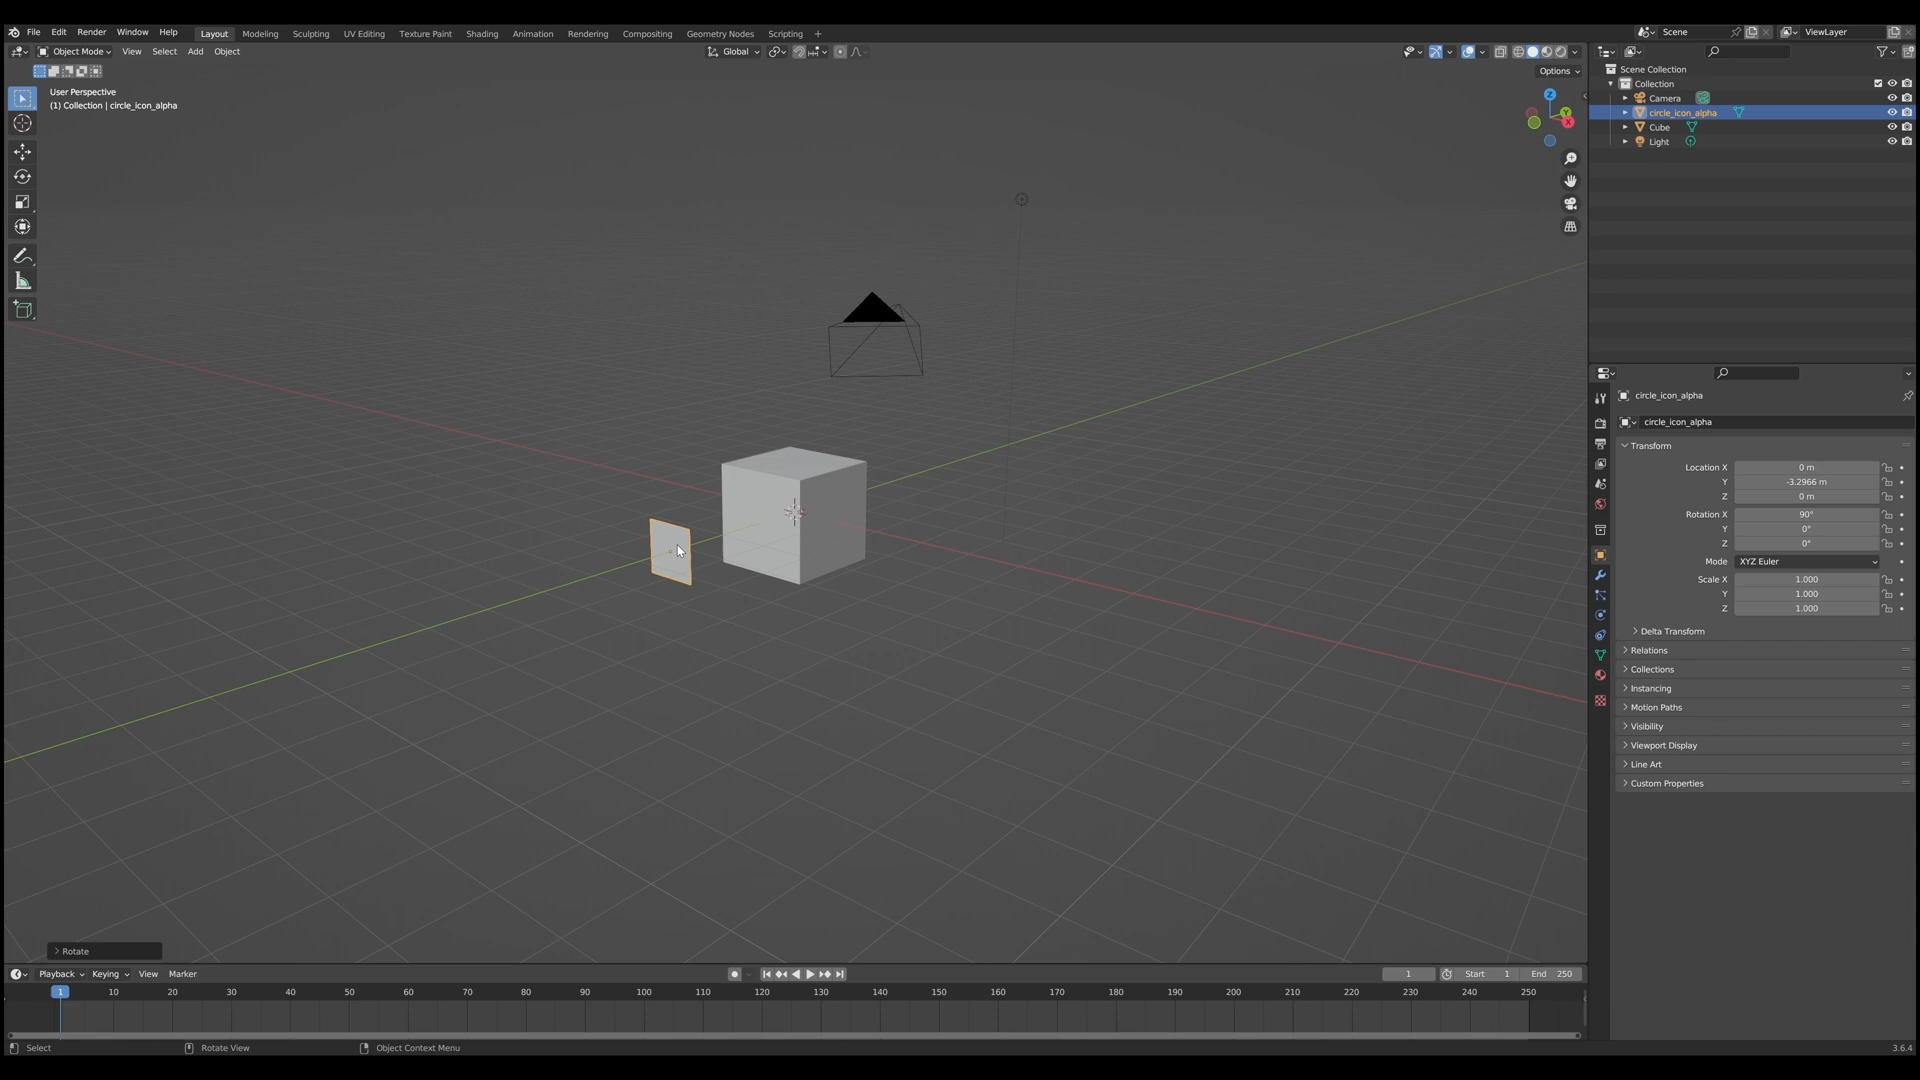 File Edit Render Window Help Layout Modeling Sculpting UV Editing Texture Paint Shading Animation Rendering Compositing Geometry Nodes Scripting + Scene ViewLayer
Object Mode View Select Add Object Global
Options
User Perspective
(1) Collection | circle_icon_alpha
Z
Y
X
Scene Collection
Collection
Camera
circle_icon_alpha
Cube
Light
circle_icon_alpha
circle_icon_alpha
Transform
Location X 0 m
Y -3.2966 m
Z 0 m
Rotation X 90°
Y 0°
Z 0°
Mode XYZ Euler
Scale X 1.000
Y 1.000
Z 1.000
Delta Transform
Relations
Collections
Instancing
Motion Paths
Visibility
Viewport Display
Line Art
Custom Properties
Rotate
Playback Keying View Marker 1 Start 1 End 250
1 10 20 30 40 50 60 70 80 90 100 110 120 130 140 150 160 170 180 190 200 210 220 230 240 250
Select Rotate View Object Context Menu 3.6.4